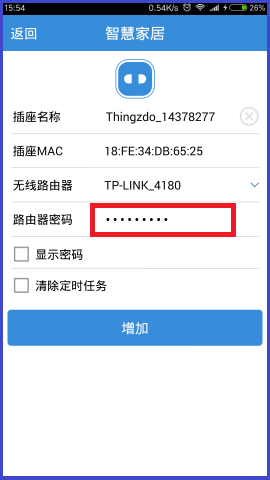 15:54 0.54K/s 26%
返回 智慧家居
插座名称 Thingzdo_14378277
插座MAC 18:FE:34:DB:65:25
无线路由器 TP-LINK_4180
路由器密码 •••••••••
显示密码
清除定时任务
增加